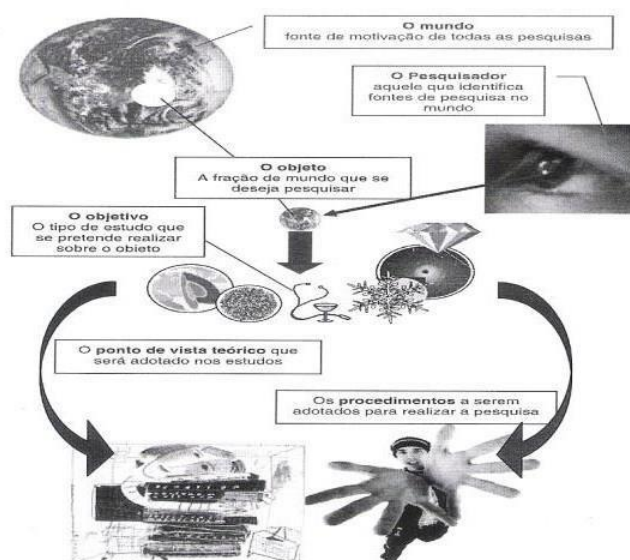 O mundo
fonte de motivação de todas as pesquisas
O Pesquisador
aquele que identifica
fontes de pesquisa no
mundo
O objeto
A fração de mundo que se
deseja pesquisar
O objetivo
O tipo de estudo que
se pretende realizar
sobre o objeto
O ponto de vista teórico que
será adotado nos estudos
Os procedimentos a serem
adotados para realizar a pesquisa